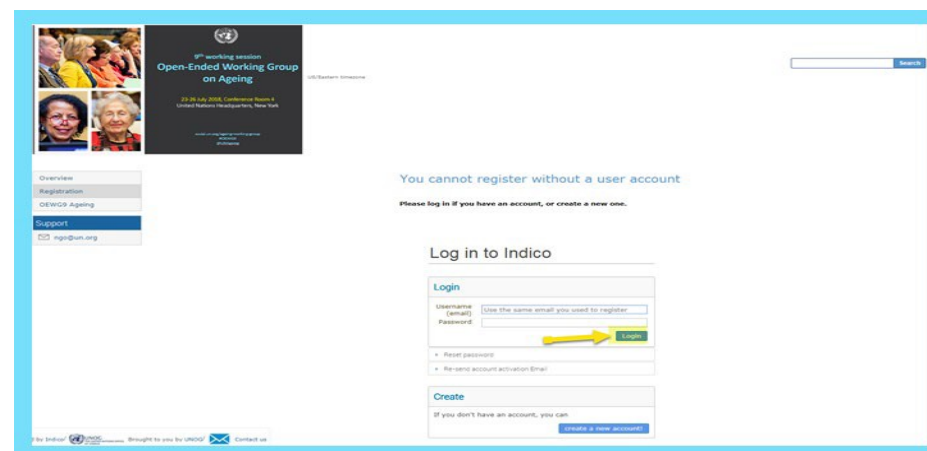 9th working session
Open-Ended Working Group
on Ageing
23-26 July 2018, Conference Room 4
United Nations Headquarters, New York
US/Eastern timezone
Search
Overview
Registration
OEWG9 Ageing
Support
ngo@un.org
You cannot register without a user account
Please log in if you have an account, or create a new one.
Log in to Indico
Login
Username
(email): Use the same email you used to register
Password:
Login
Reset password
Re-send account activation Email
Create
If you don't have an account, you can
create a new account!
by Indico/ UNOG Brought to you by UNOG/ Contact us